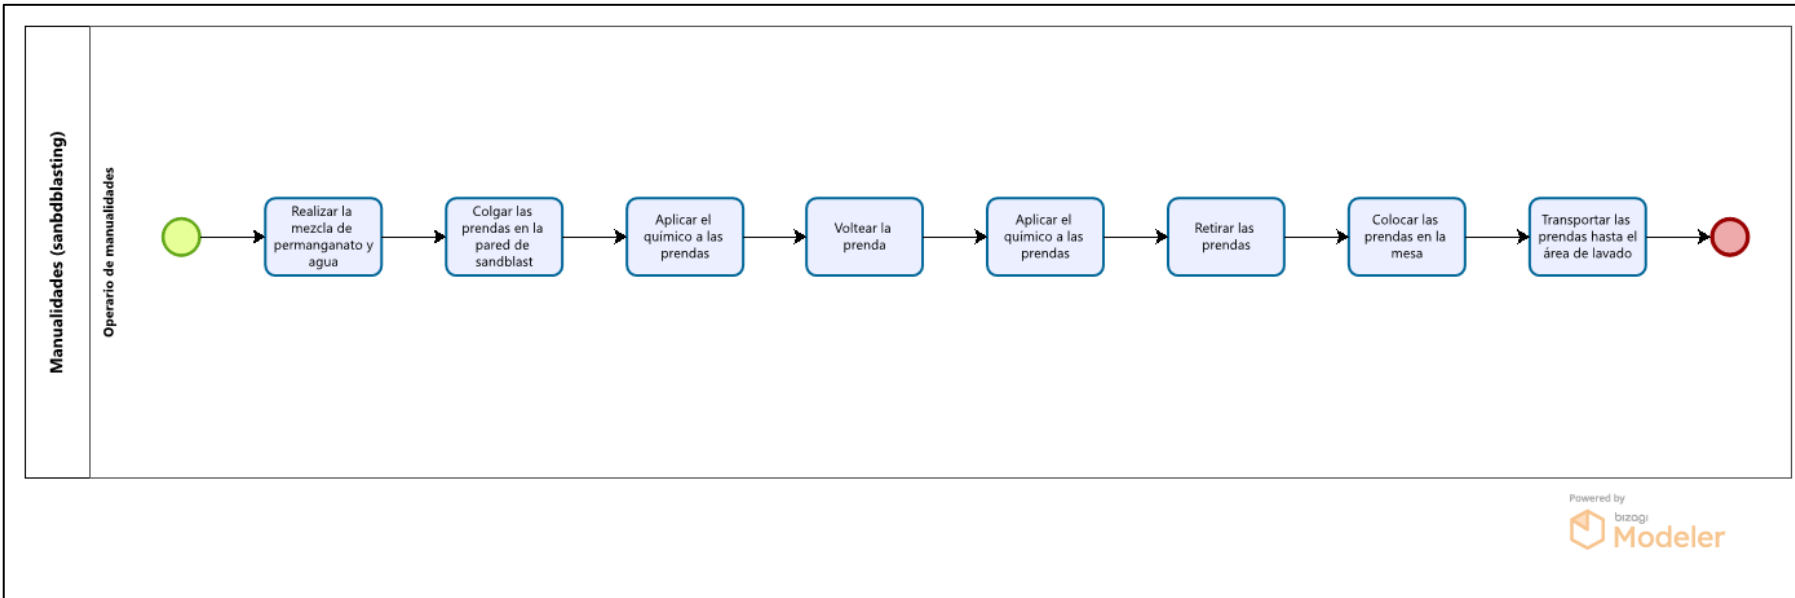 Manualidades (sanbdblasting)
Operario de manualidades
Realizar la
mezcla de
permanganato y
agua
Colgar las
prendas en la
pared de
sandblast
Aplicar el
químico a las
prendas
Voltear la
prenda
Aplicar el
químico a las
prendas
Retirar las
prendas
Colocar las
prendas en la
mesa
Transportar las
prendas hasta el
área de lavado
Powered by
bizagi
Modeler